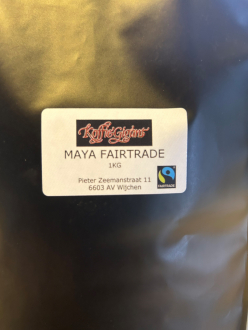 KoffieGigant
MAYA FAIRTRADE
1KG
Pieter Zeemanstraat 11
6603 AV Wijchen
FAIRTRADE